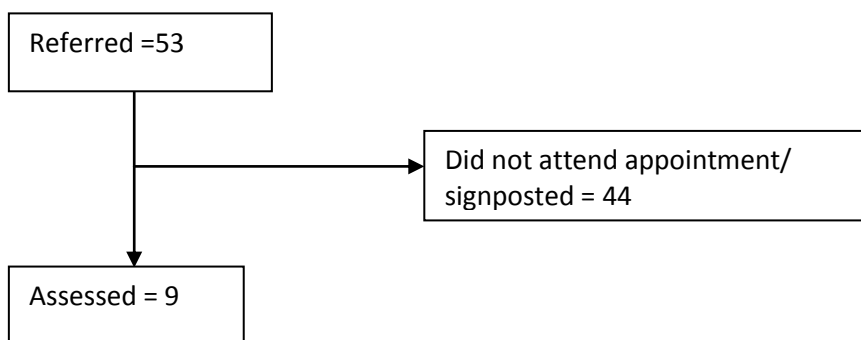 Referred =53
Did not attend appointment/
signposted = 44
Assessed = 9